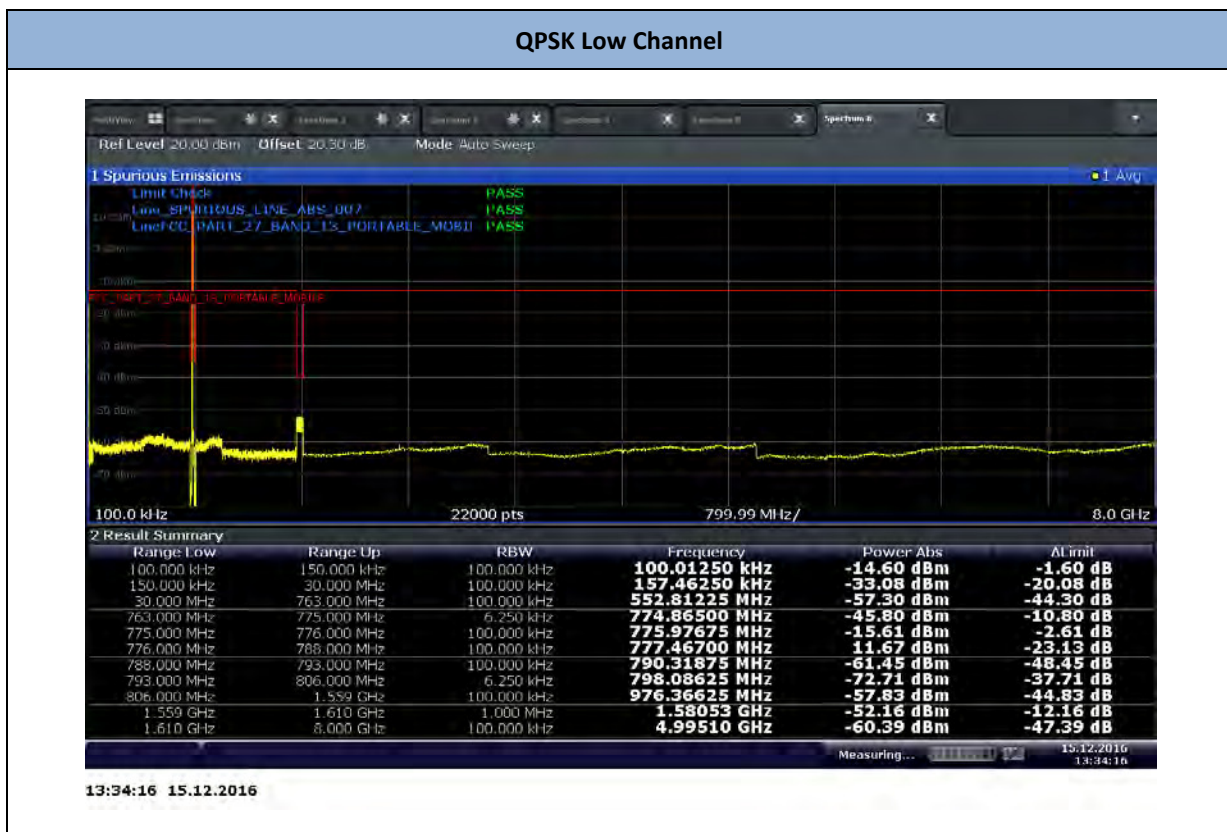 QPSK Low Channel
Spectrum 6
Ref Level 20.00 dBm Offset 20.30 dB Mode Auto Sweep
1 Spurious Emissions 1 Avg
Limit Check PASS
Line _SPURIOUS_LINE_ABS_007 PASS
PASS
-70 dBm
100.0 kHz 22000 pts 799.99 MHz/ 8.0 GHz
2 Result Summary
Range Low Range Up RBW Frequency Power Abs ΔLimit
100.000 kHz 150.000 kHz 100.000 kHz 100.01250 kHz -14.60 dBm -1.60 dB
150.000 kHz 30.000 MHz 100.000 kHz 157.46250 kHz -33.08 dBm -20.08 dB
30.000 MHz 763.000 MHz 100.000 kHz 552.81225 MHz -57.30 dBm -44.30 dB
763.000 MHz 775.000 MHz 6.250 kHz 774.86500 MHz -45.80 dBm -10.80 dB
775.000 MHz 776.000 MHz 100.000 kHz 775.97675 MHz -15.61 dBm -2.61 dB
776.000 MHz 788.000 MHz 100.000 kHz 777.46700 MHz 11.67 dBm -23.13 dB
788.000 MHz 793.000 MHz 100.000 kHz 790.31875 MHz -61.45 dBm -48.45 dB
793.000 MHz 806.000 MHz 6.250 kHz 798.08625 MHz -72.71 dBm -37.71 dB
806.000 MHz 1.559 GHz 100.000 kHz 976.36625 MHz -57.83 dBm -44.83 dB
1.559 GHz 1.610 GHz 1.000 MHz 1.58053 GHz -52.16 dBm -12.16 dB
1.610 GHz 8.000 GHz 100.000 kHz 4.99510 GHz -60.39 dBm -47.39 dB
Measuring... 15.12.2016
13:34:16
13:34:16 15.12.2016